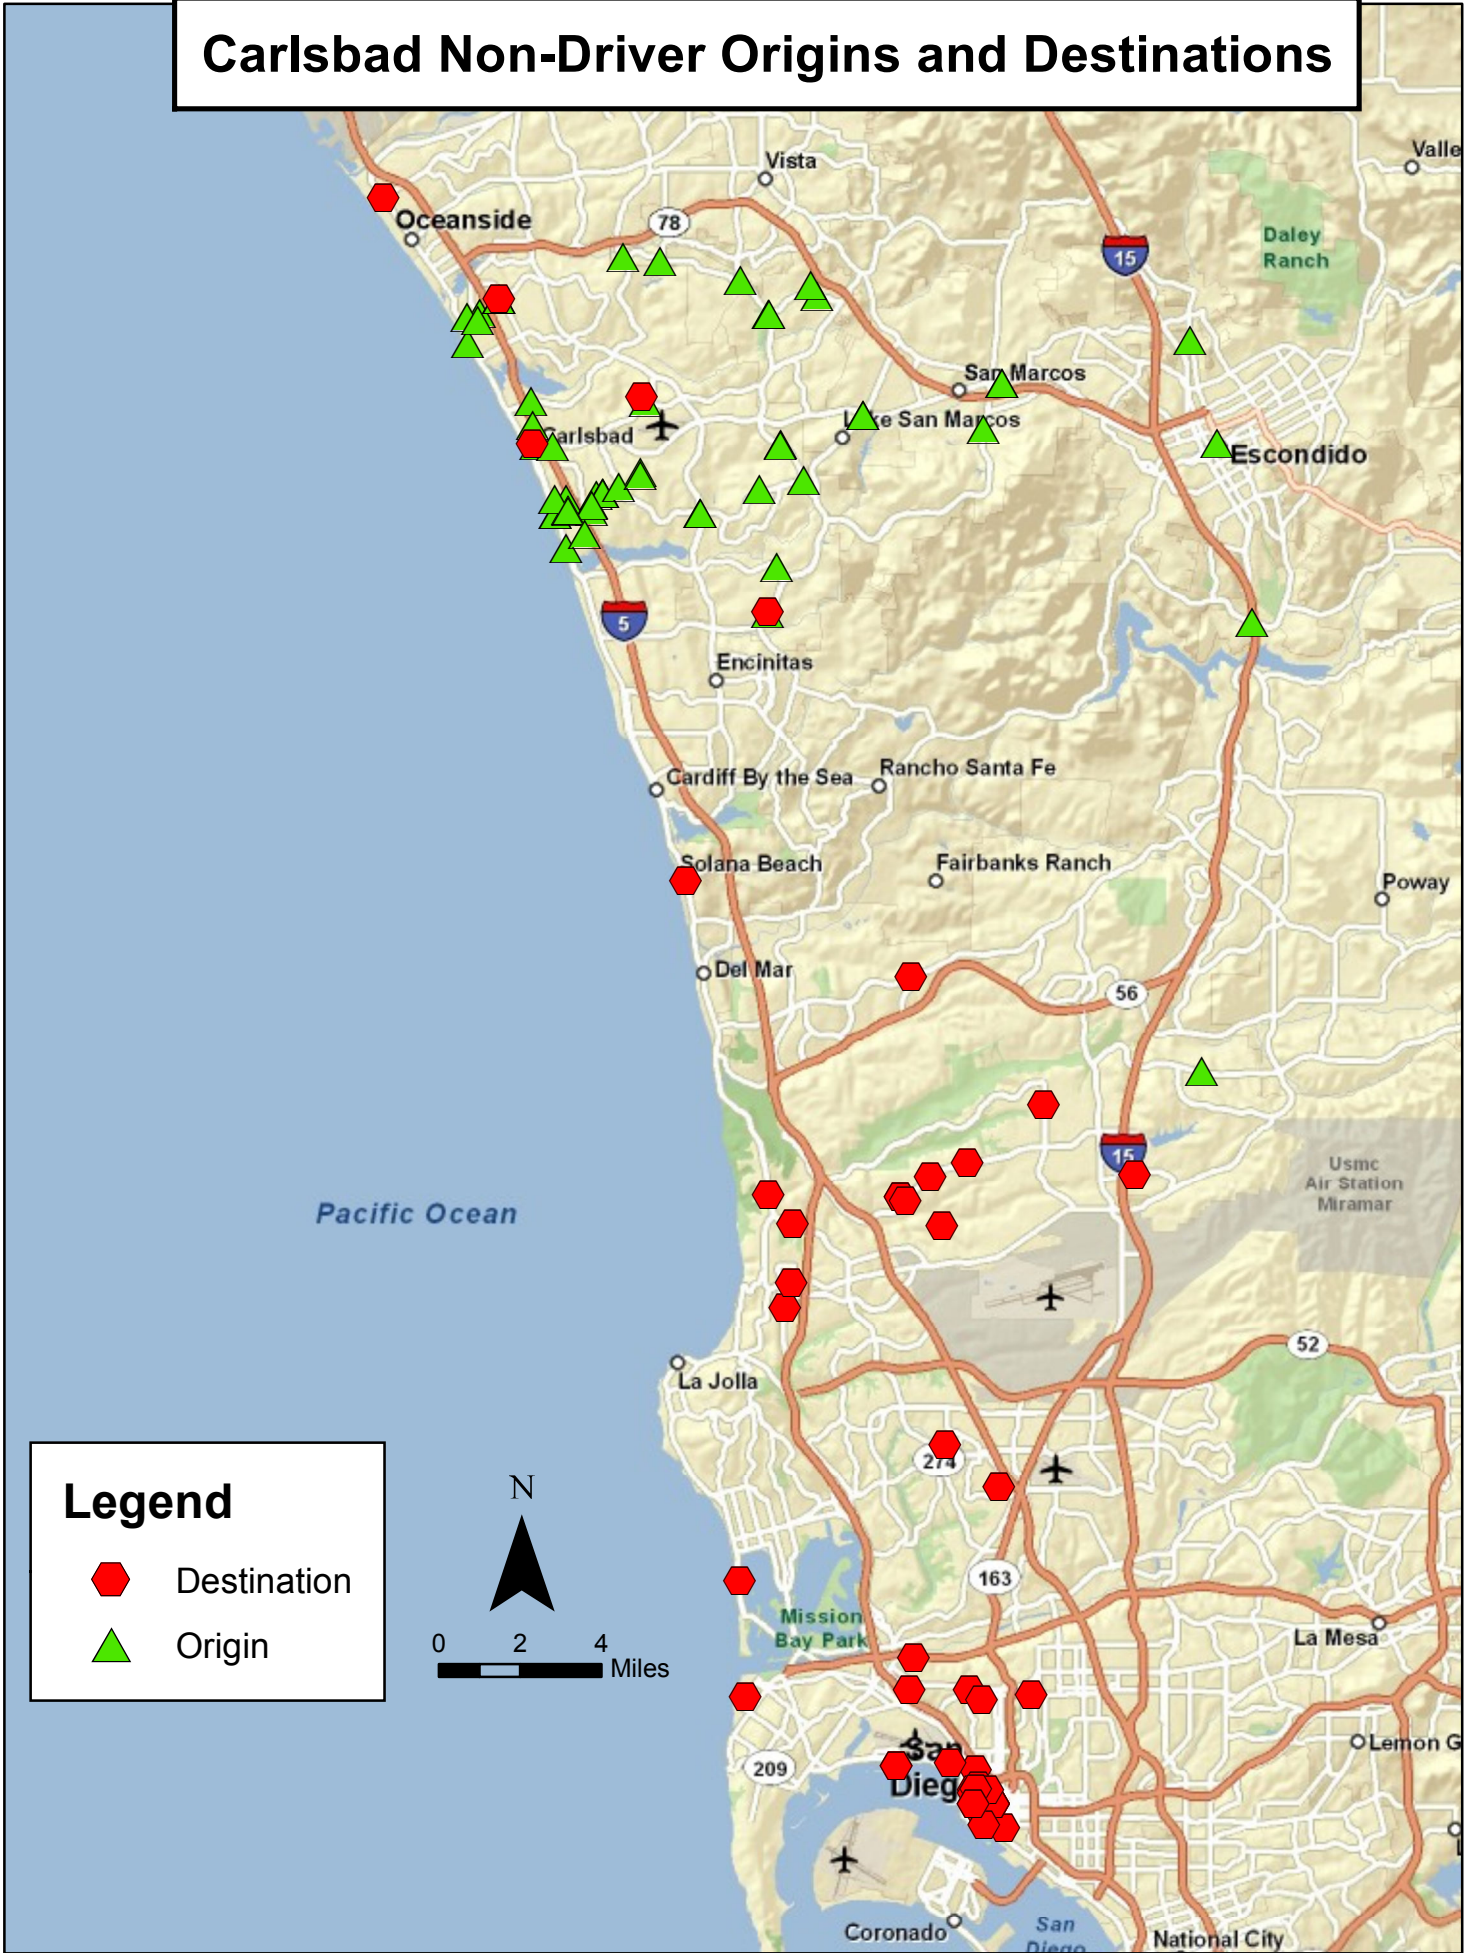 Carlsbad Non-Driver Origins and Destinations
Vista
Valle
Oceanside
78
15
Daley
Ranch
San Marcos
Lake San Marcos
Carlsbad
Escondido
5
Encinitas
Cardiff By the Sea
Rancho Santa Fe
Solana Beach
Fairbanks Ranch
Poway
Del Mar
56
15
Usmc
Air Station
Miramar
Pacific Ocean
52
La Jolla
274
Legend
Destination
Origin
N
0 2 4
Miles
163
Mission
Bay Park
La Mesa
209
San
Dieg
Lemon G
Coronado
San
Diego
National City